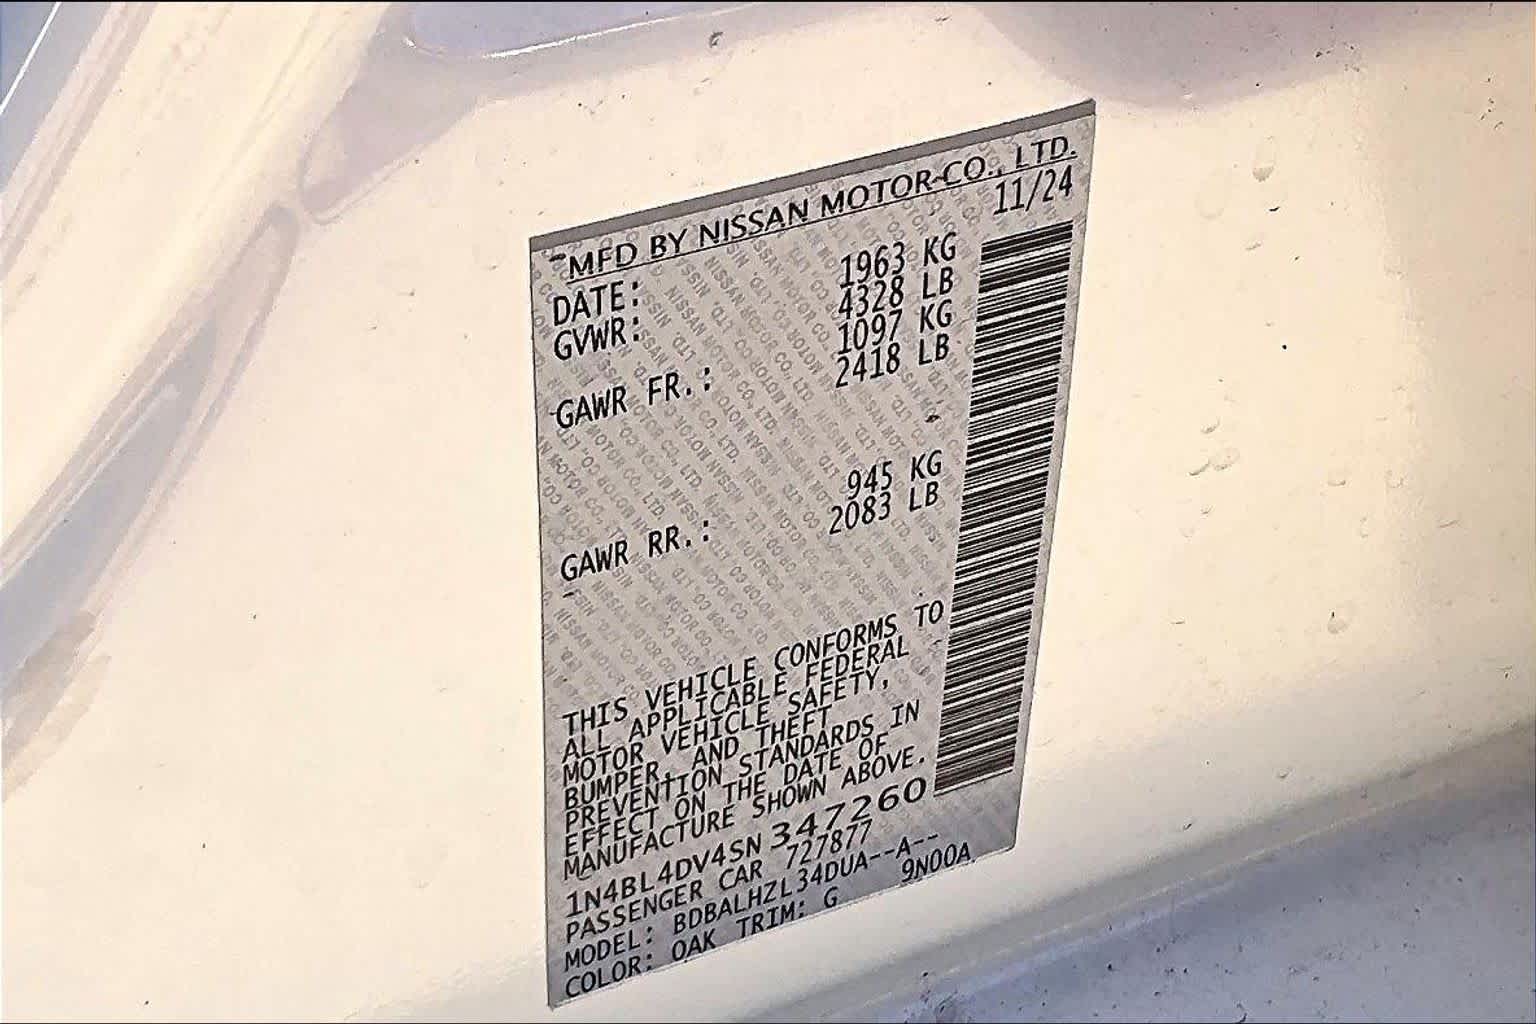 MFD BY NISSAN MOTOR CO., LTD.
DATE: 11/24
GVWR: 1963 KG
4328 LB
GAWR FR.: 1097 KG
2418 LB
GAWR RR.: 945 KG
2083 LB
THIS VEHICLE CONFORMS TO
ALL APPLICABLE FEDERAL
MOTOR VEHICLE SAFETY,
BUMPER, AND THEFT
PREVENTION STANDARDS IN
EFFECT ON THE DATE OF
MANUFACTURE SHOWN ABOVE.
1N4BL4DV4SN347260
PASSENGER CAR 727877
MODEL: BDBALHZL34DUA--A--
COLOR: QAK TRIM: G 9N00A